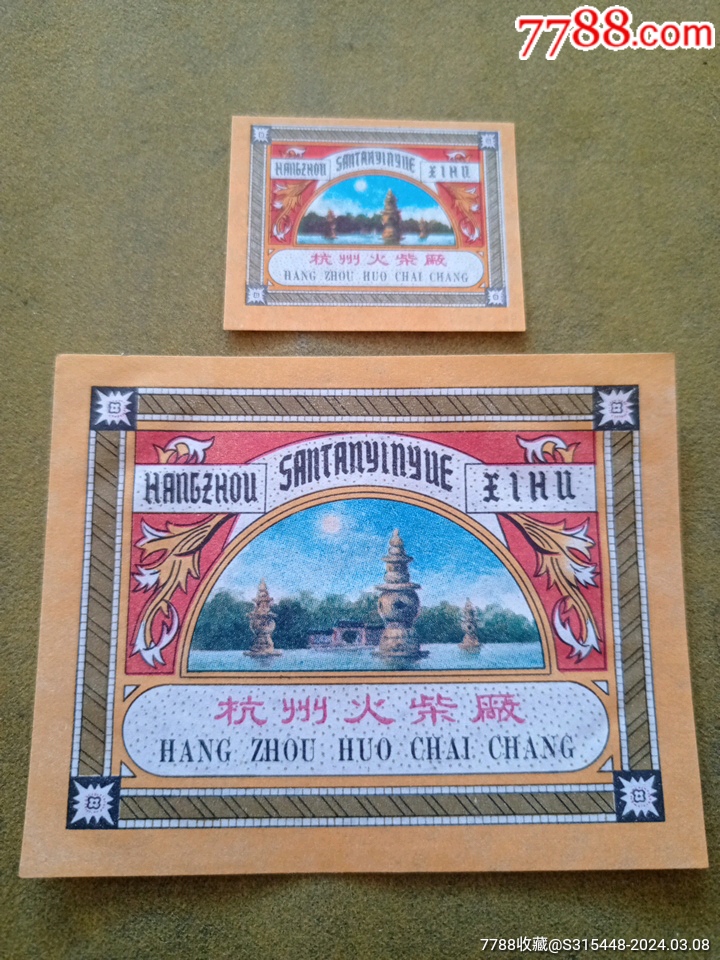 7788.com
HANGZHOU SANTANYINYUE XIHU
杭州火柴廠
HANG ZHOU HUO CHAI CHANG
HANGZHOU SANTANYINYUE XIHU
杭州火柴廠
HANG ZHOU HUO CHAI CHANG
7788收藏@S315448-2024.03.08